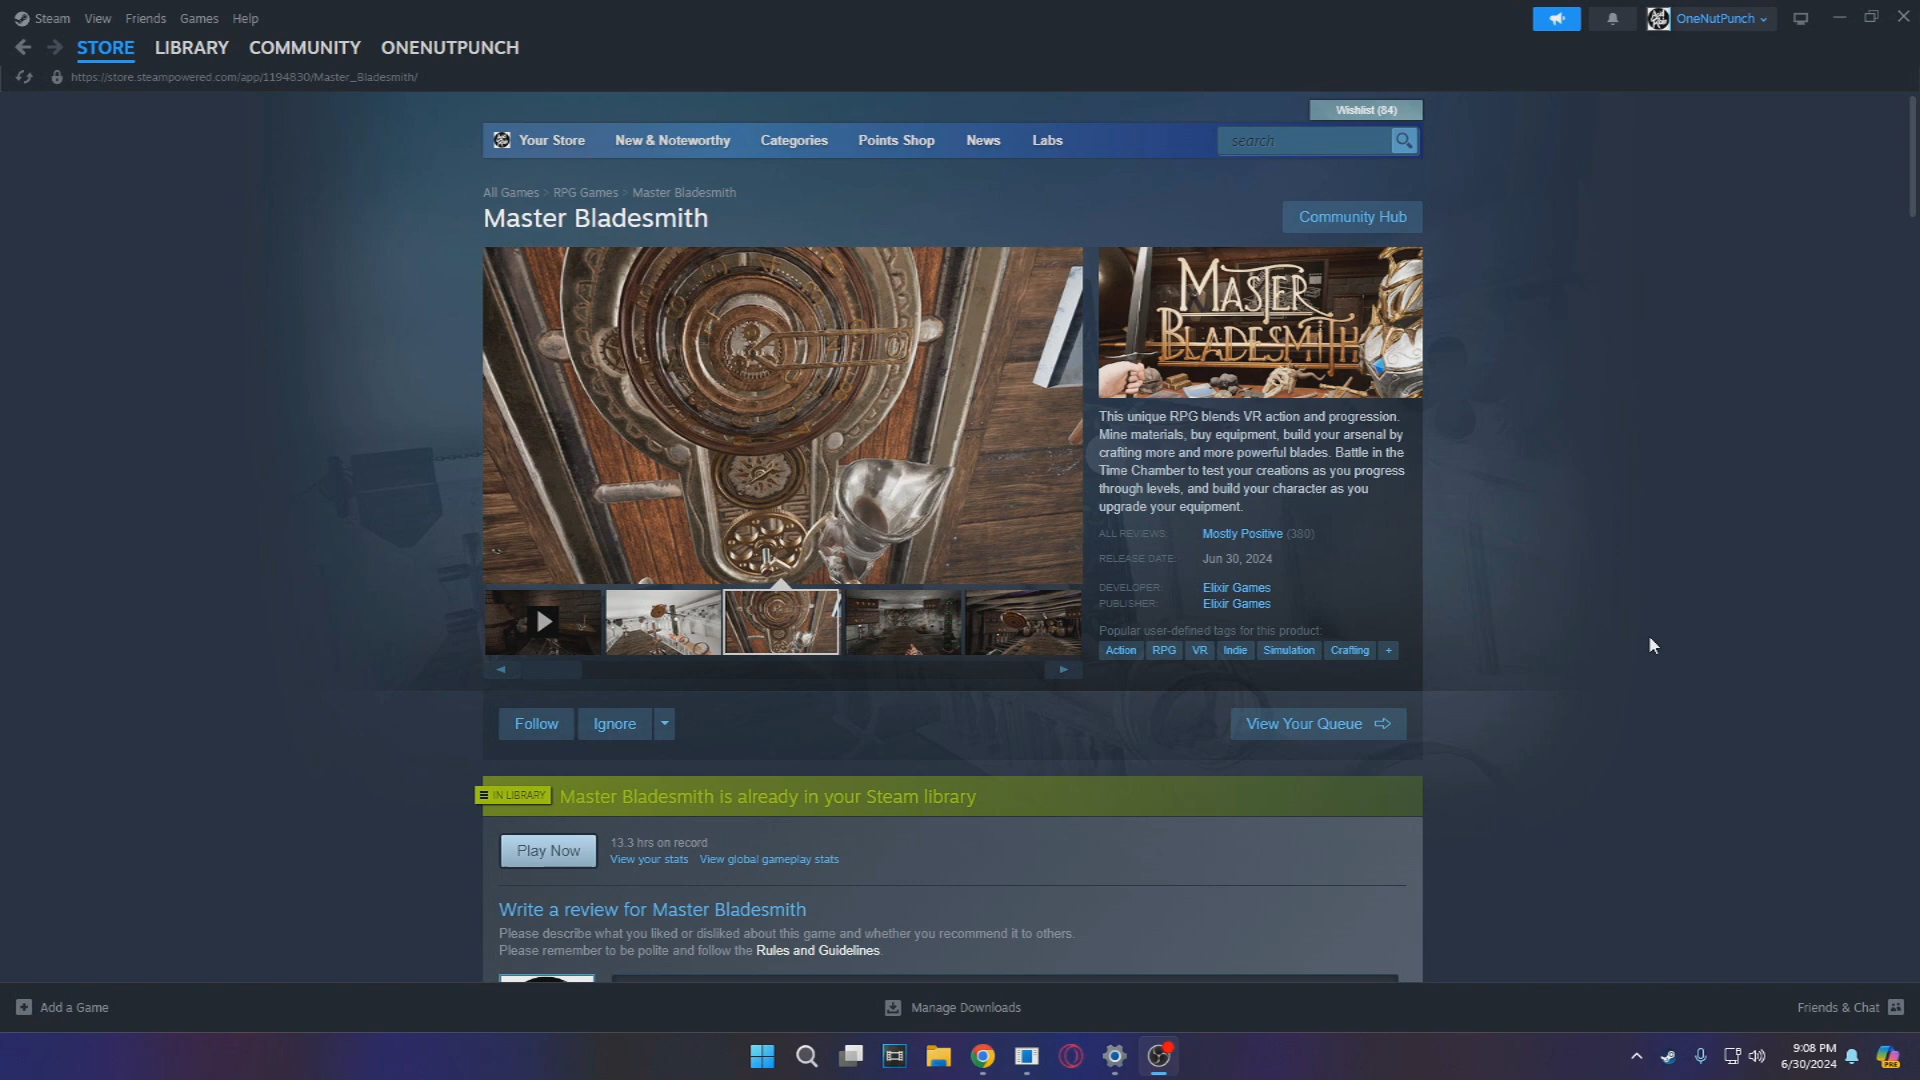 Steam View Friends Games Help
OneNutPunch
STORE LIBRARY COMMUNITY ONENUTPUNCH
https://store.steampowered.com/app/1194830/Master_Bladesmith/
Wishlist (84)
Your Store New & Noteworthy Categories Points Shop News Labs
search
All Games > RPG Games > Master Bladesmith
Master Bladesmith
Community Hub
MASTER
BLADESMITH
This unique RPG blends VR action and progression.
Mine materials, buy equipment, build your arsenal by
crafting more and more powerful blades. Battle in the
Time Chamber to test your creations as you progress
through levels, and build your character as you
upgrade your equipment.
ALL REVIEWS: Mostly Positive (380)
RELEASE DATE: Jun 30, 2024
DEVELOPER: Elixir Games
PUBLISHER: Elixir Games
Popular user-defined tags for this product:
Action RPG VR Indie Simulation Crafting +
Follow Ignore
View Your Queue
IN LIBRARY Master Bladesmith is already in your Steam library
Play Now
13.3 hrs on record
View your stats View global gameplay stats
Write a review for Master Bladesmith
Please describe what you liked or disliked about this game and whether you recommend it to others.
Please remember to be polite and follow the Rules and Guidelines.
Add a Game
Manage Downloads
Friends & Chat
9:08 PM
6/30/2024
PRE